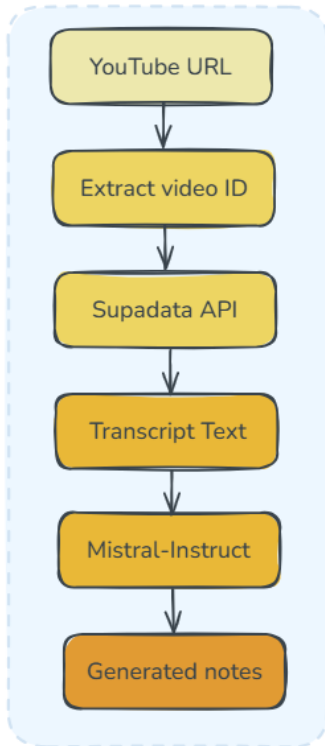 YouTube URL
Extract video ID
Supadata API
Transcript Text
Mistral-Instruct
Generated notes